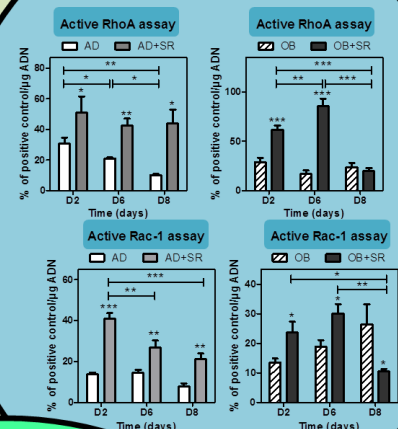 Active RhoA assay
AD AD+SR
% of positive control/µg ADN
80
60
40
20
0
**
*
*
*
**
*
D2 D6 D8
Time (days)
Active RhoA assay
OB OB+SR
% of positive control/µg ADN
100
50
0
***
**
***
***
***
D2 D6 D8
Time (days)
Active Rac-1 assay
AD AD+SR
% of positive control/µg ADN
60
40
20
0
***
**
***
**
**
D2 D6 D8
Time (days)
Active Rac-1 assay
OB OB+SR
% of positive control/µg ADN
40
30
20
10
0
*
**
*
*
*
D2 D6 D8
Time (days)